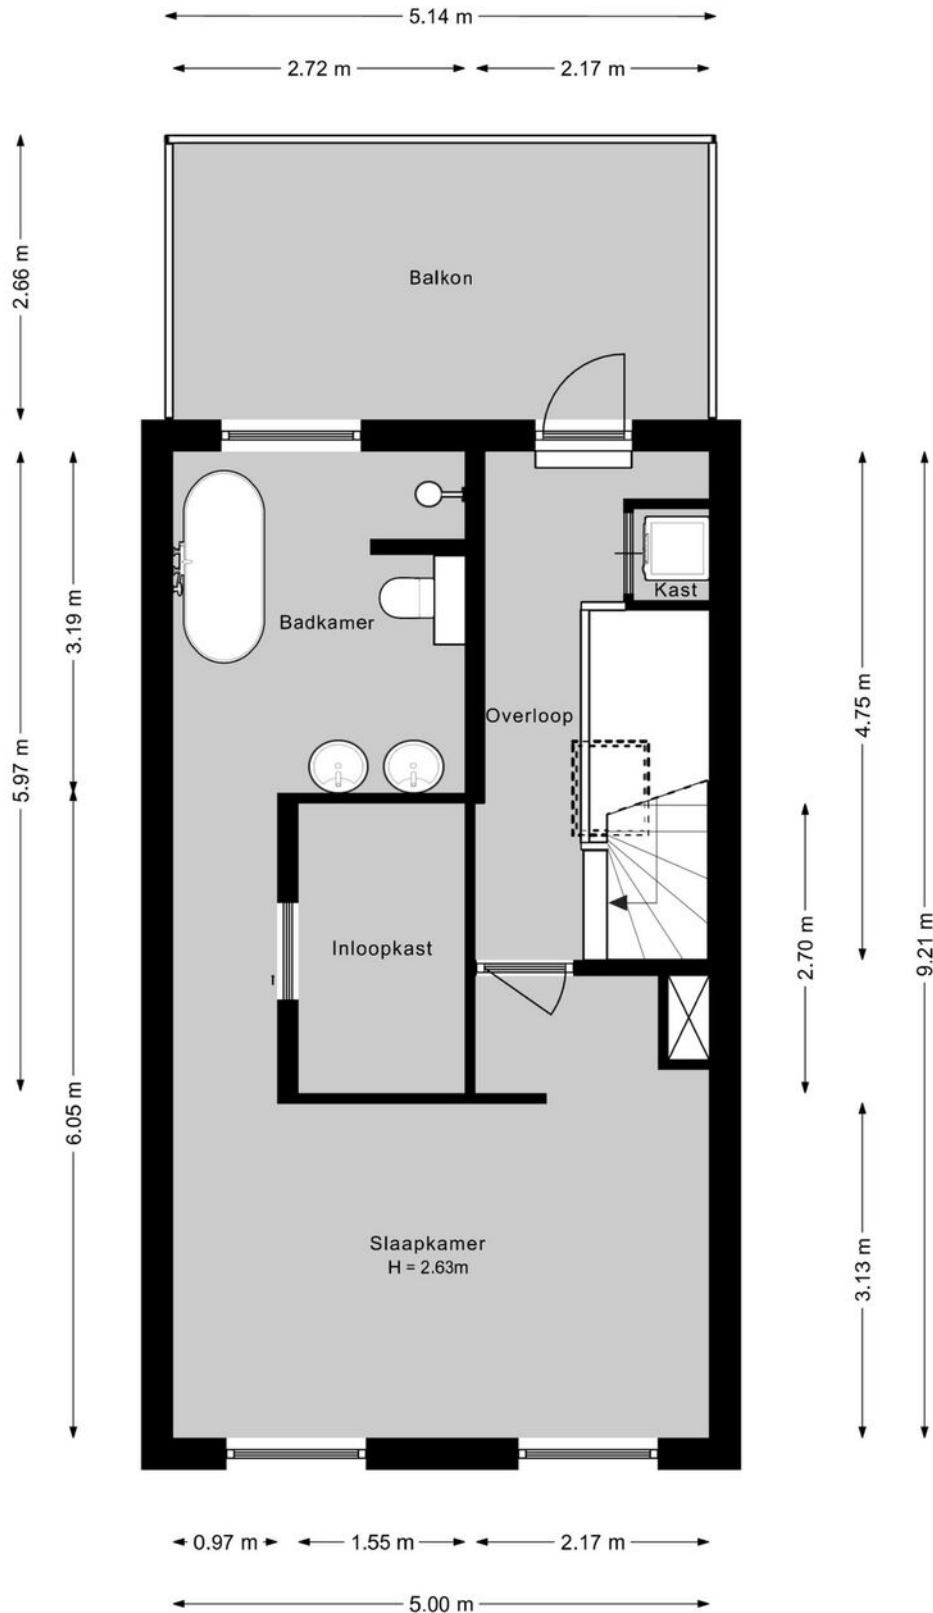 5.14 m
2.72 m
2.17 m
2.66 m
Balkon
3.19 m
5.97 m
6.05 m
Badkamer
Kast
Overloop
4.75 m
2.70 m
9.21 m
Inloopkast
Slaapkamer
H = 2.63m
3.13 m
0.97 m
1.55 m
2.17 m
5.00 m